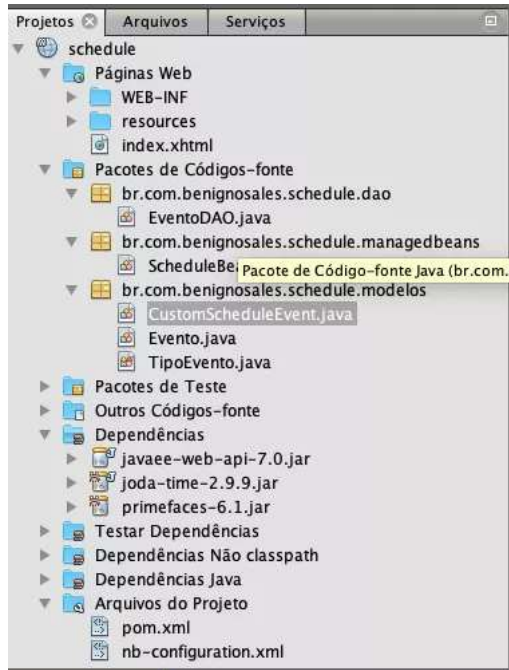 Projetos Arquivos Serviços
schedule
Páginas Web
WEB-INF
resources
index.xhtml
Pacotes de Códigos-fonte
br.com.benignosales.schedule.dao
EventoDAO.java
br.com.benignosales.schedule.managedbeans
ScheduleBe
Pacote de Código-fonte Java (br.com.
br.com.benignosales.schedule.modelos
CustomScheduleEvent.java
Evento.java
TipoEvento.java
Pacotes de Teste
Outros Códigos-fonte
Dependências
javaee-web-api-7.0.jar
joda-time-2.9.9.jar
primefaces-6.1.jar
Testar Dependências
Dependências Não classpath
Dependências Java
Arquivos do Projeto
pom.xml
nb-configuration.xml